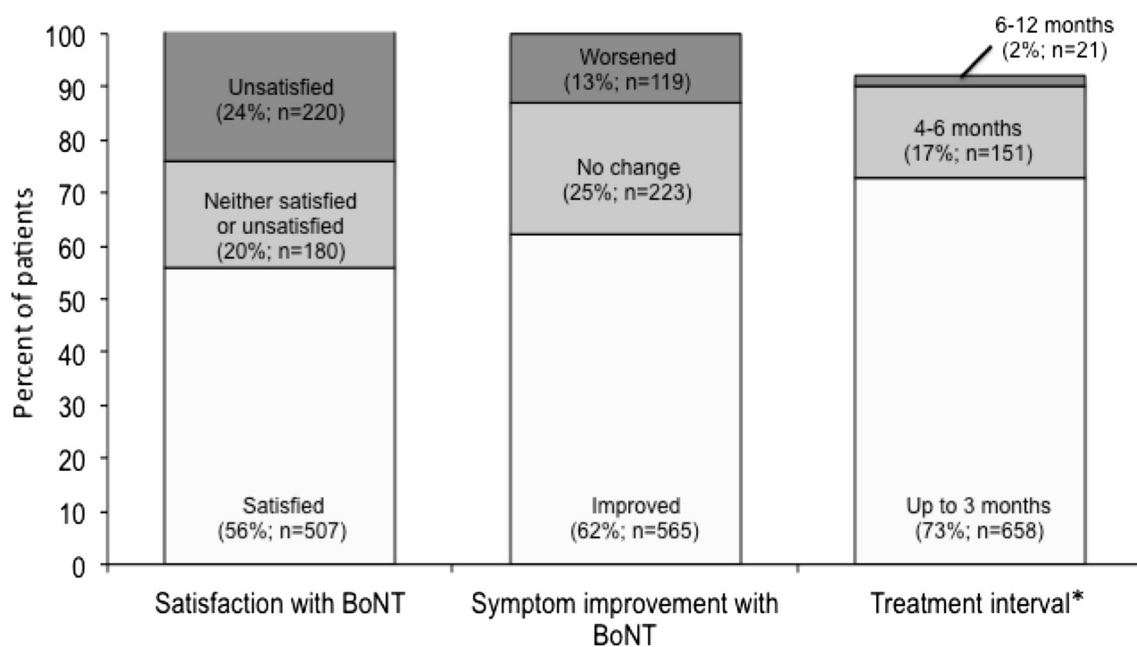 6-12 months
(2%; n=21)
Percent of patients
100
90
80
70
60
50
40
30
20
10
0
Unsatisfied
(24%; n=220)
Neither satisfied
or unsatisfied
(20%; n=180)
Satisfied
(56%; n=507)
Worsened
(13%; n=119)
No change
(25%; n=223)
Improved
(62%; n=565)
4-6 months
(17%; n=151)
Up to 3 months
(73%; n=658)
Satisfaction with BoNT
Symptom improvement with
BoNT
Treatment interval*